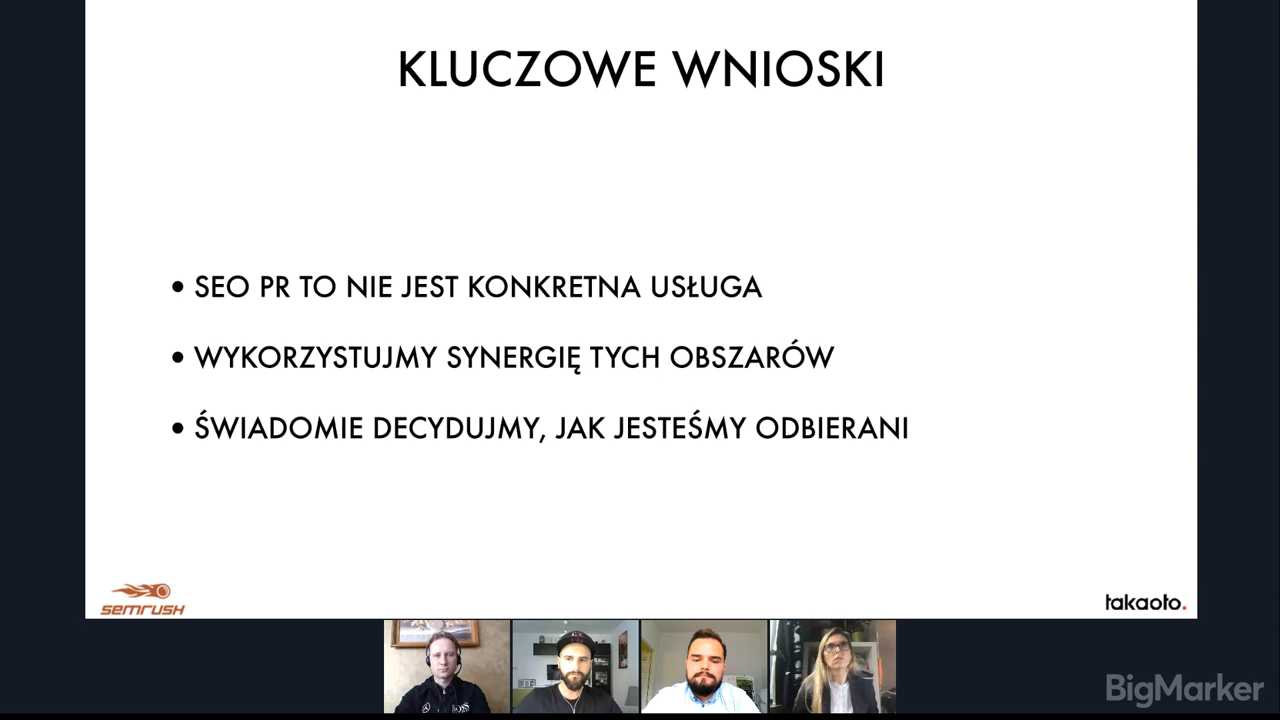 KLUCZOWE WNIOSKI
• SEO PR TO NIE JEST KONKRETNA USŁUGA
• WYKORZYSTUJMY SYNERGIĘ TYCH OBSZARÓW
• ŚWIADOMIE DECYDUJMY, JAK JESTEŚMY ODBIERANI
semrush
takaoto.
BigMarker